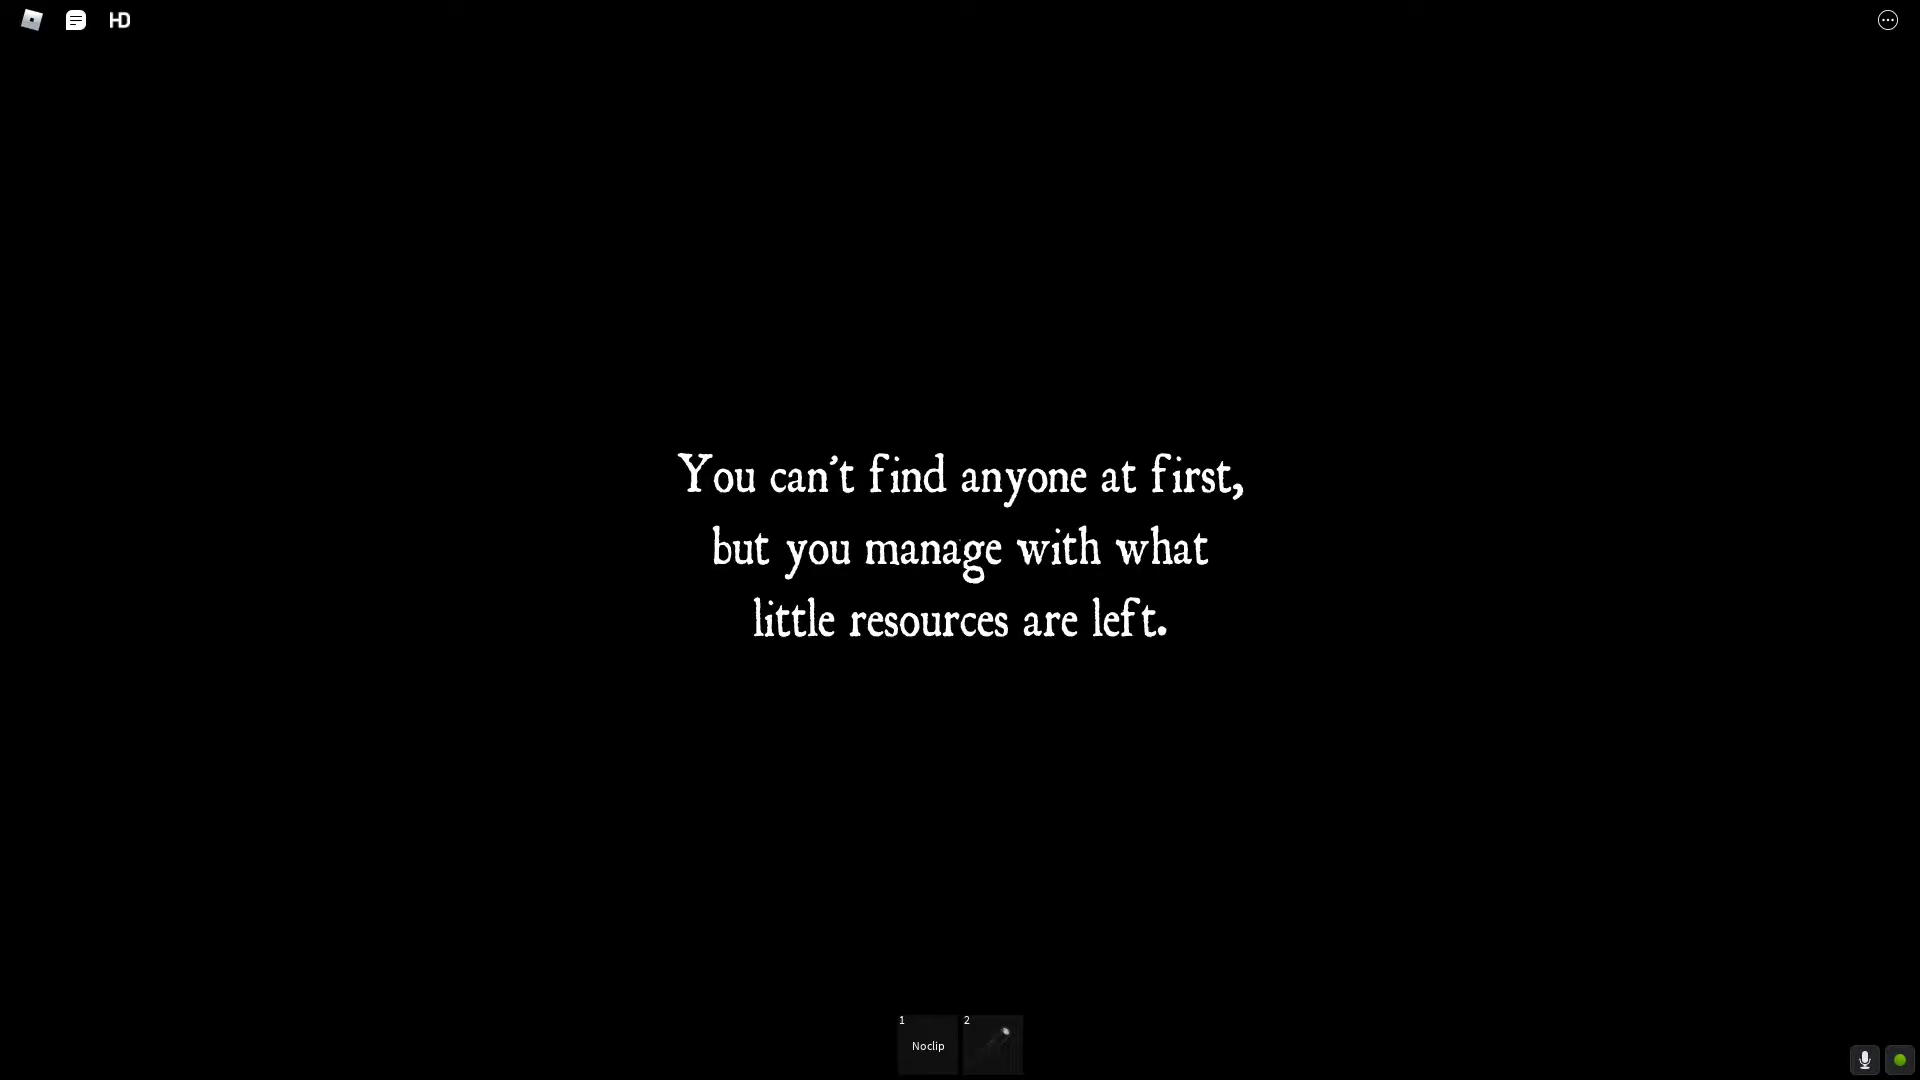 HD
You can't find anyone at first,
but you manage with what
little resources are left.
1
Noclip
2